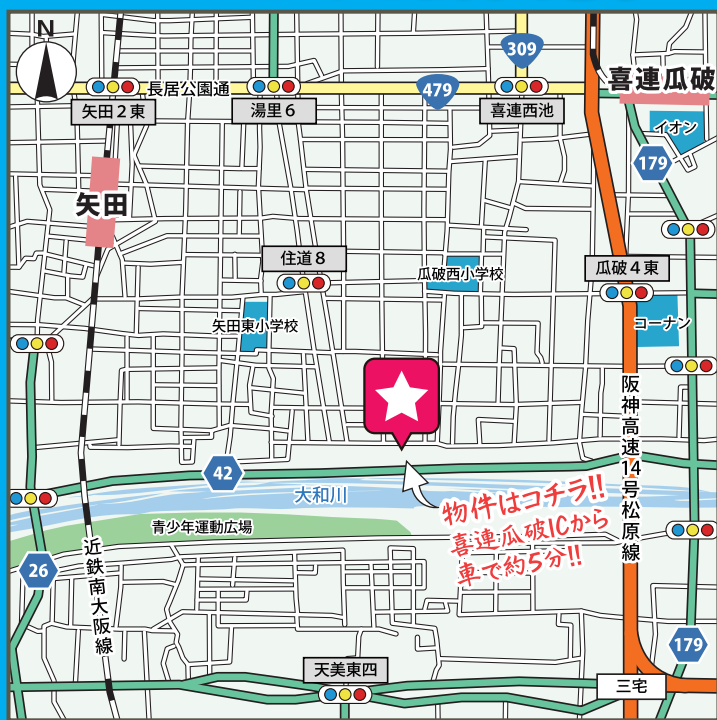 N
309
長居公園通
479
喜連瓜破
矢田2東
湯里6
喜連西池
イオン
179
矢田
住道8
瓜破西小学校
瓜破4東
矢田東小学校
コーナン
阪神高速14号松原線
42
大和川
物件はコチラ!!
喜連瓜破ICから
車で約5分!!
青少年運動広場
近鉄南大阪線
26
179
天美東四
三宅